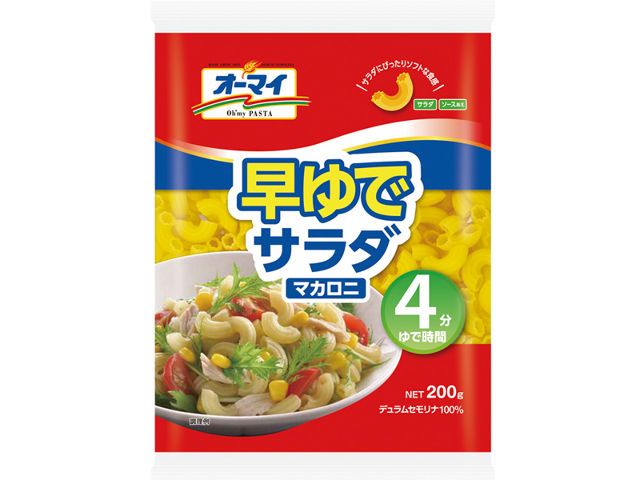 オーマイ
Oh'my PASTA
サラダにぴったりソフトな食感
サラダ
ソースあえ
早ゆで
サラダ
マカロニ
4分
ゆで時間
NET 200g
デュラムセモリナ100%
調理例